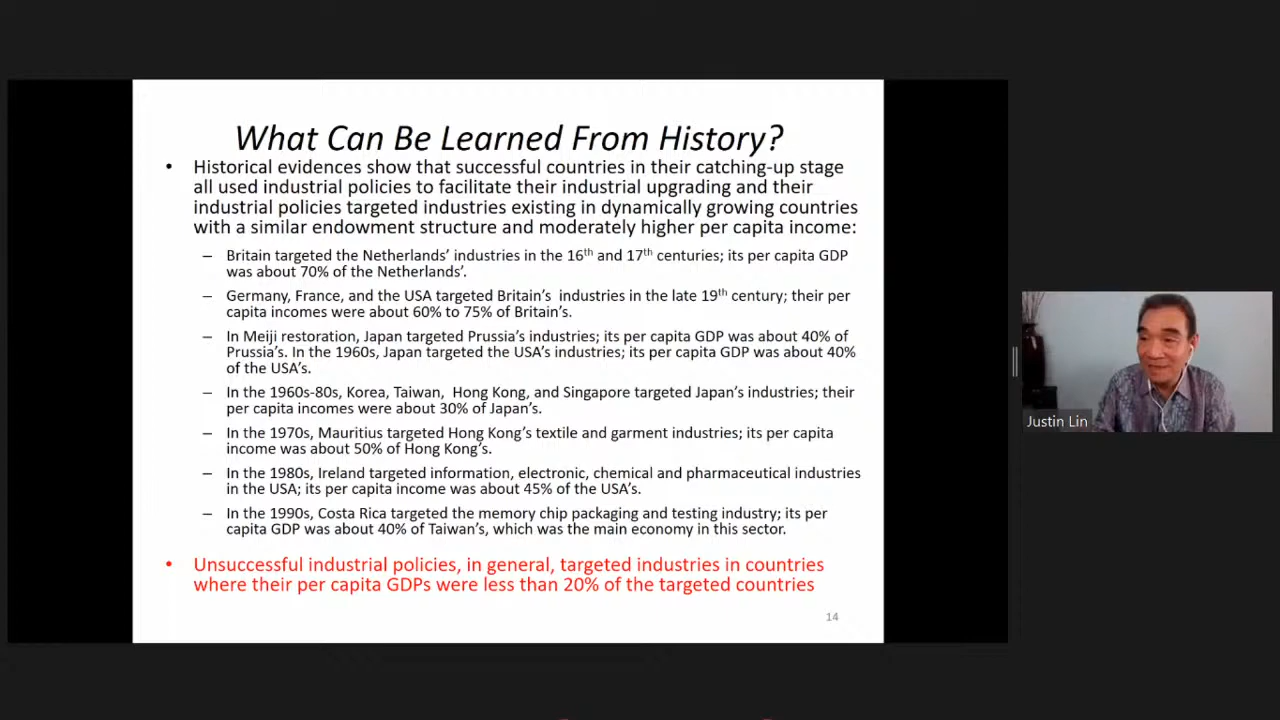 What Can Be Learned From History?
• Historical evidences show that successful countries in their catching-up stage
all used industrial policies to facilitate their industrial upgrading and their
industrial policies targeted industries existing in dynamically growing countries
with a similar endowment structure and moderately higher per capita income:
– Britain targeted the Netherlands’ industries in the 16th and 17th centuries; its per capita GDP
was about 70% of the Netherlands’.
– Germany, France, and the USA targeted Britain’s industries in the late 19th century; their per
capita incomes were about 60% to 75% of Britain’s.
– In Meiji restoration, Japan targeted Prussia’s industries; its per capita GDP was about 40% of
Prussia’s. In the 1960s, Japan targeted the USA’s industries; its per capita GDP was about 40%
of the USA’s.
– In the 1960s-80s, Korea, Taiwan, Hong Kong, and Singapore targeted Japan’s industries; their
per capita incomes were about 30% of Japan’s.
– In the 1970s, Mauritius targeted Hong Kong’s textile and garment industries; its per capita
income was about 50% of Hong Kong’s.
– In the 1980s, Ireland targeted information, electronic, chemical and pharmaceutical industries
in the USA; its per capita income was about 45% of the USA’s.
– In the 1990s, Costa Rica targeted the memory chip packaging and testing industry; its per
capita GDP was about 40% of Taiwan’s, which was the main economy in this sector.
• Unsuccessful industrial policies, in general, targeted industries in countries
where their per capita GDPs were less than 20% of the targeted countries
14
Justin Lin